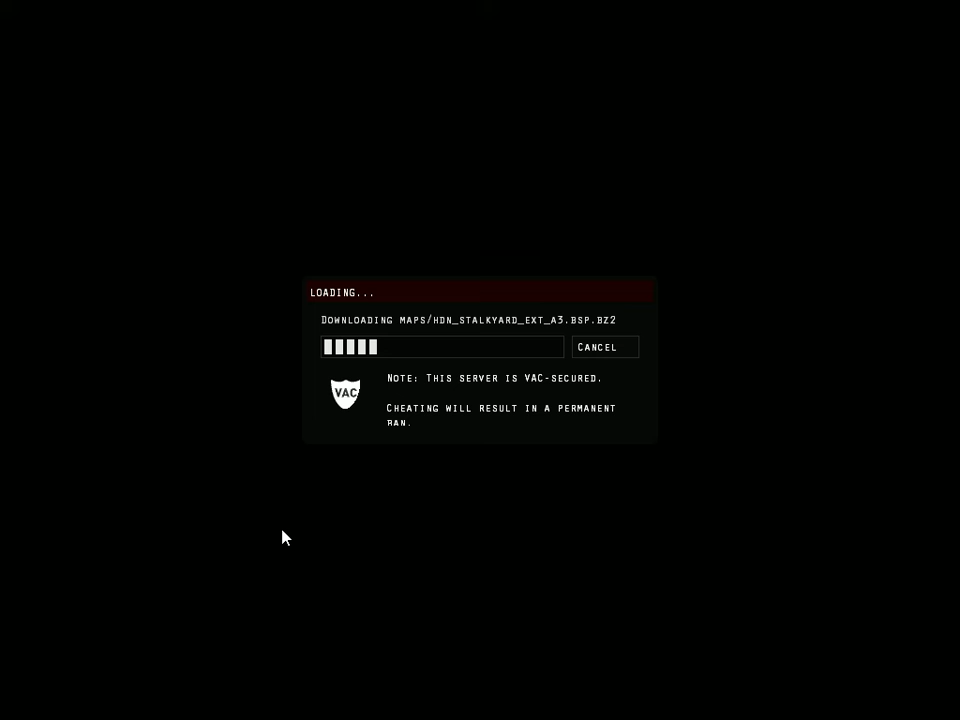 Loading...
Downloading maps/hdn_stalkyard_ext_a3.bsp.bz2
Cancel
VAC
Note: This server is VAC-secured.
Cheating will result in a permanent
ban.